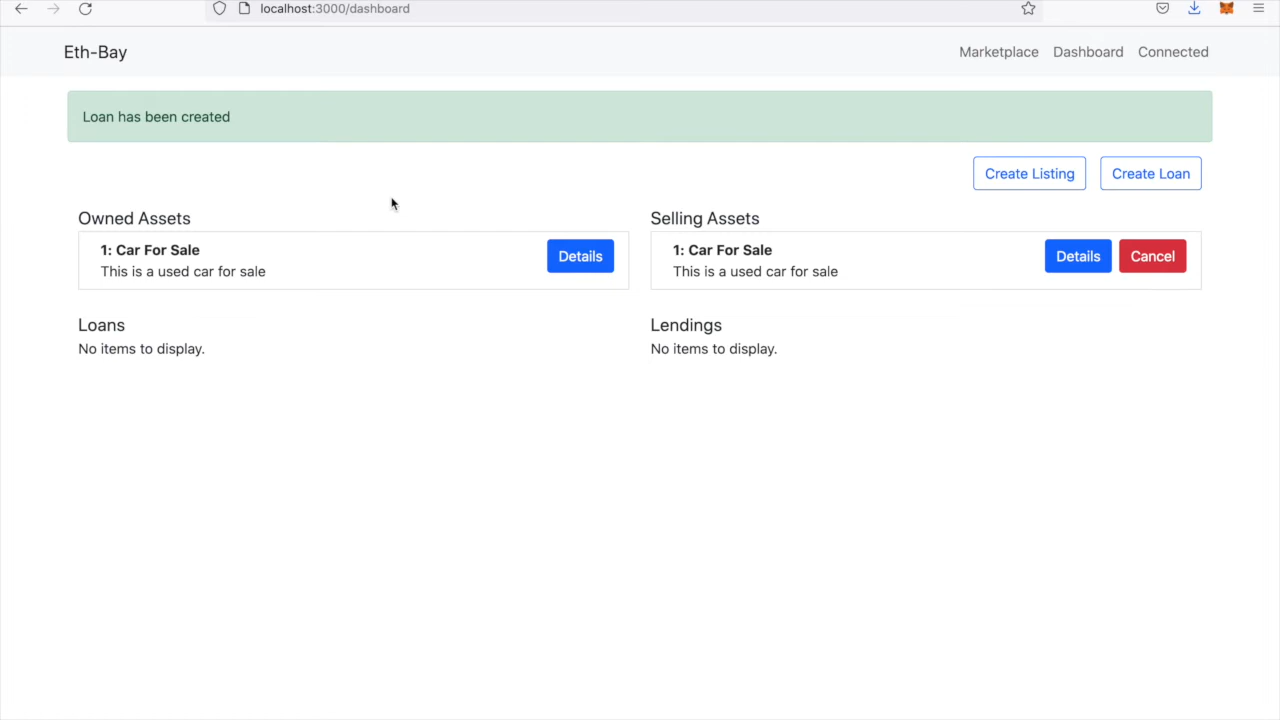 localhost:3000/dashboard
Eth-Bay
Marketplace Dashboard Connected
Loan has been created
Create Listing Create Loan
Owned Assets
1: Car For Sale
This is a used car for sale
Details
Selling Assets
1: Car For Sale
This is a used car for sale
Details Cancel
Loans
No items to display.
Lendings
No items to display.